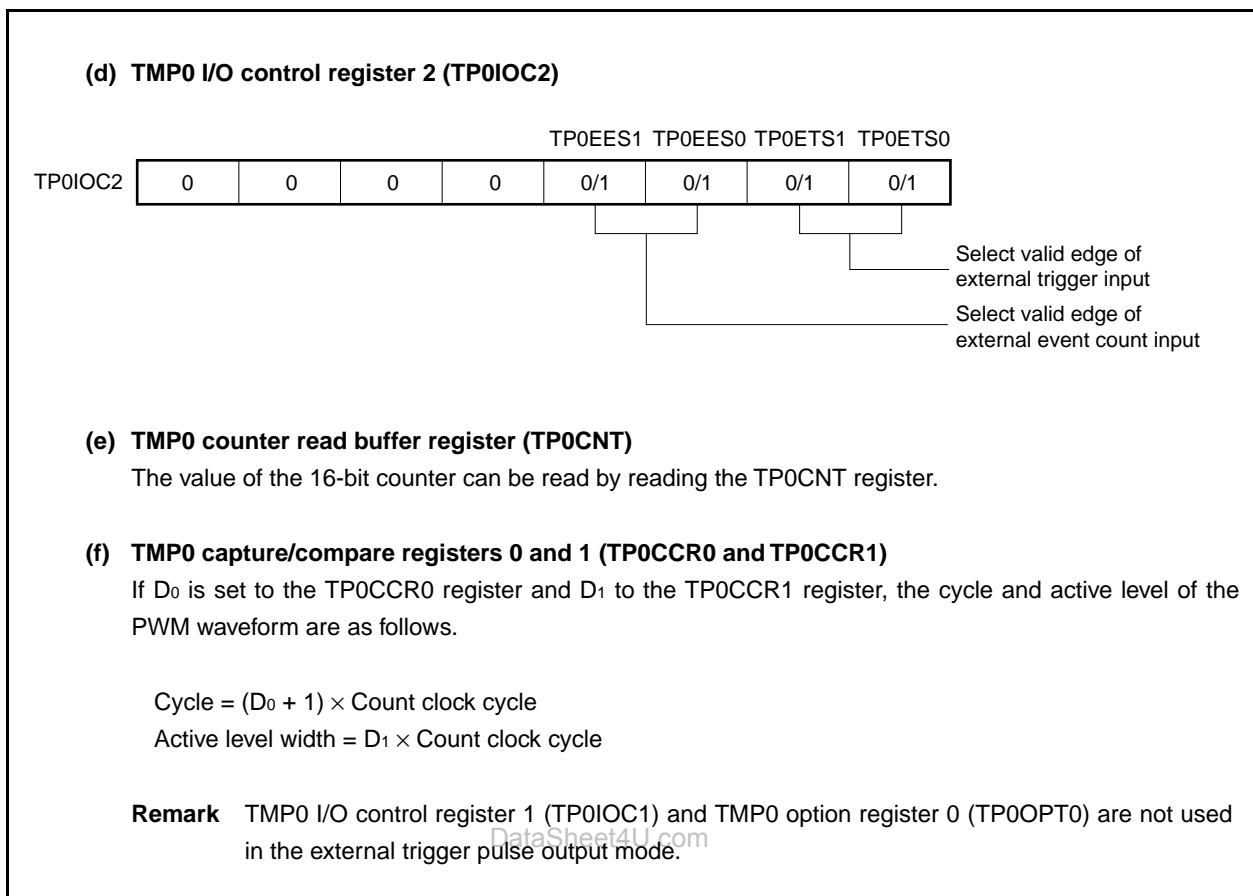 (d) TMP0 I/O control register 2 (TP0IOC2)
TP0EES1 TP0EES0 TP0ETS1 TP0ETS0
TP0IOC2 0 0 0 0 0/1 0/1 0/1 0/1
Select valid edge of
external trigger input
Select valid edge of
external event count input
(e) TMP0 counter read buffer register (TP0CNT)
The value of the 16-bit counter can be read by reading the TP0CNT register.
(f) TMP0 capture/compare registers 0 and 1 (TP0CCR0 and TP0CCR1)
If D0 is set to the TP0CCR0 register and D1 to the TP0CCR1 register, the cycle and active level of the
PWM waveform are as follows.
Cycle = (D0 + 1) × Count clock cycle
Active level width = D1 × Count clock cycle
Remark TMP0 I/O control register 1 (TP0IOC1) and TMP0 option register 0 (TP0OPT0) are not used
in the external trigger pulse output mode.
DataSheet4U.com